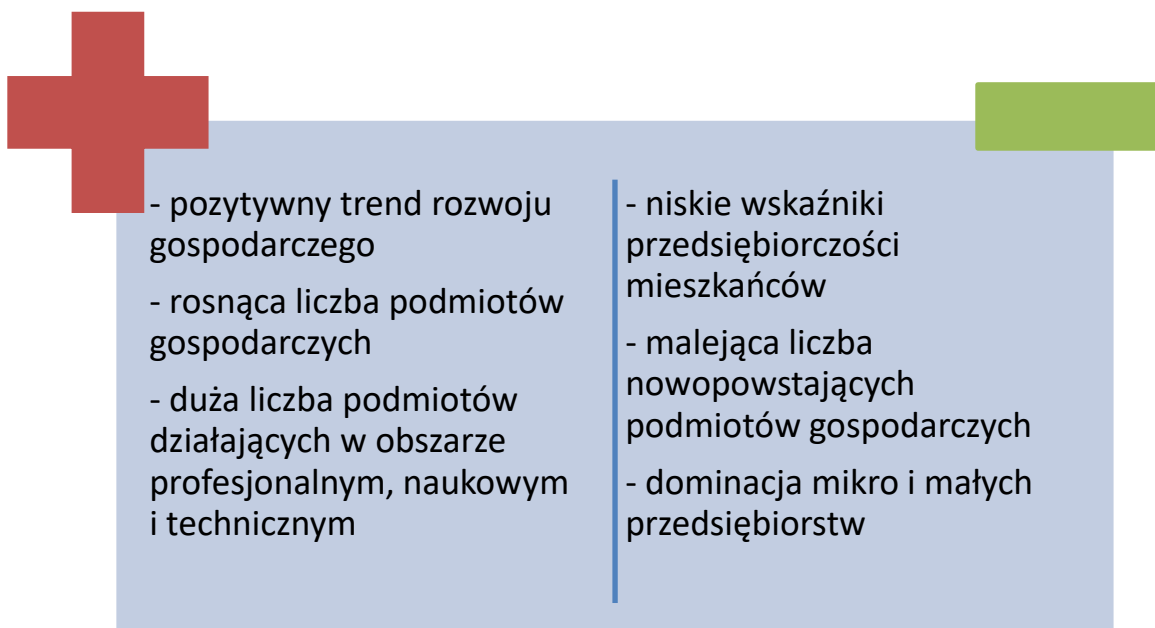 - pozytywny trend rozwoju
gospodarczego
- rosnąca liczba podmiotów
gospodarczych
- duża liczba podmiotów
działających w obszarze
profesjonalnym, naukowym
i technicznym
- niskie wskaźniki
przedsiębiorczości
mieszkańców
- malejąca liczba
nowopowstających
podmiotów gospodarczych
- dominacja mikro i małych
przedsiębiorstw